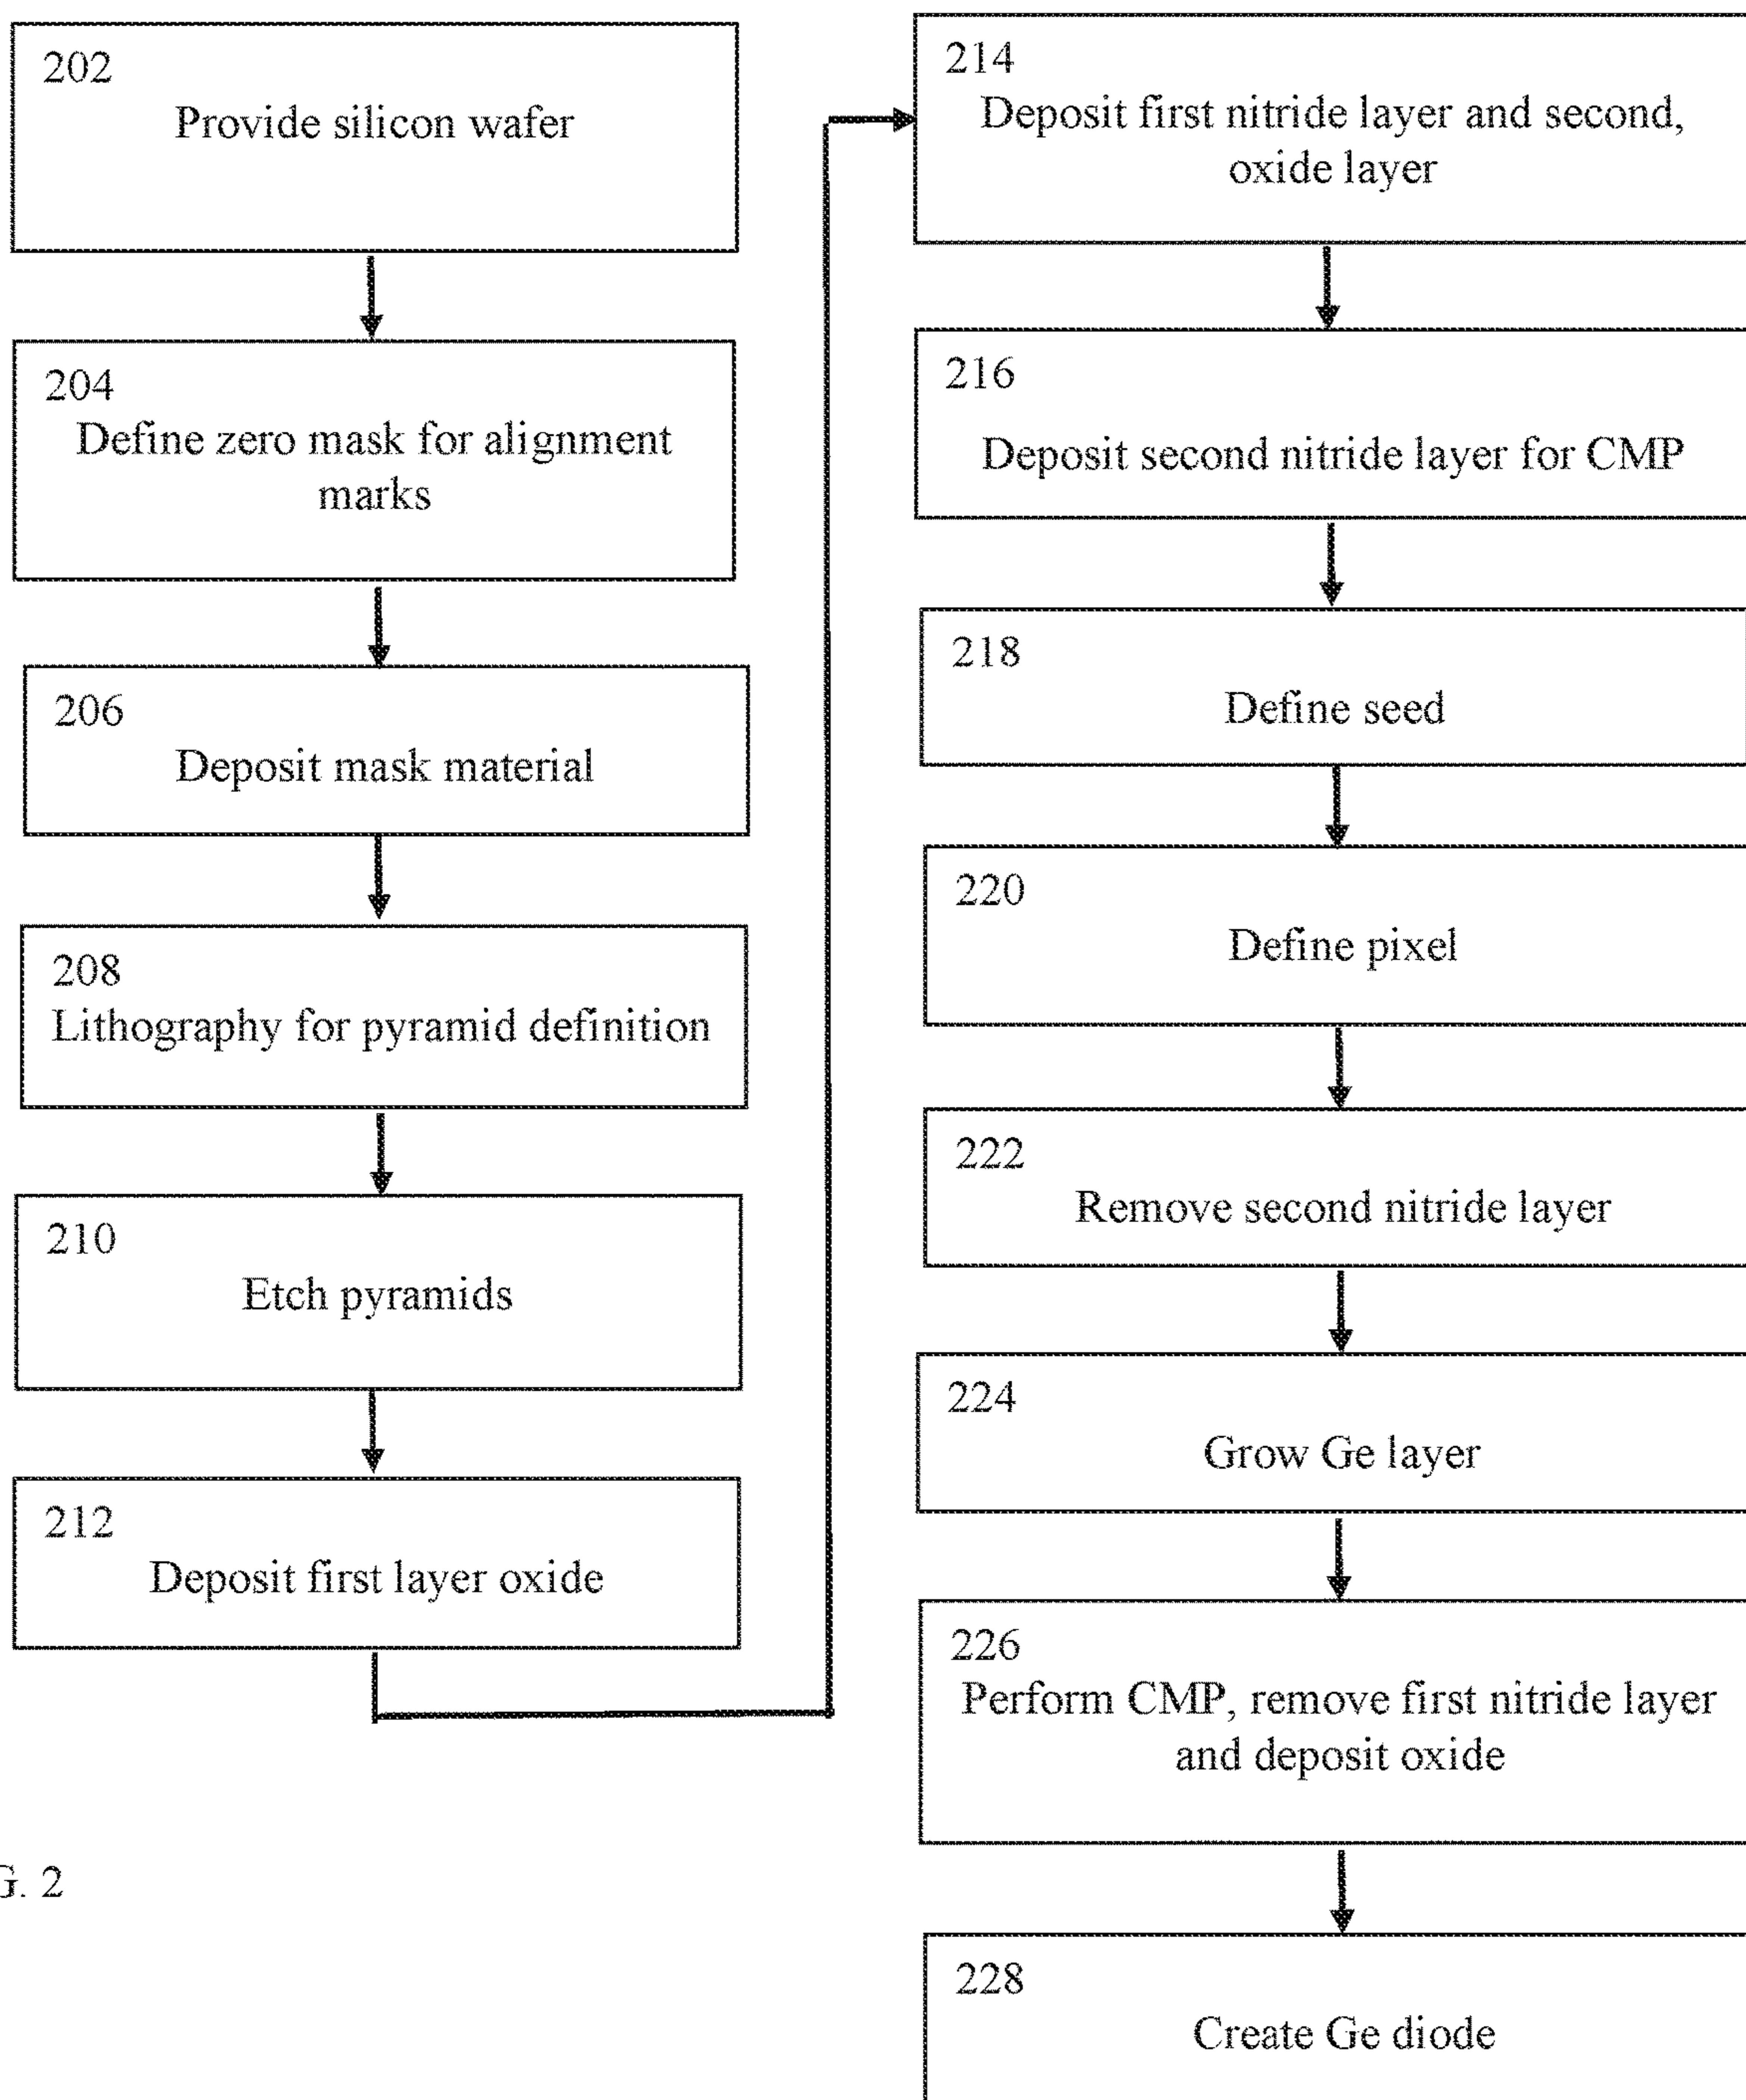 202
Provide silicon wafer
204
Define zero mask for alignment
marks
206
Deposit mask material
208
Lithography for pyramid definition
210
Etch pyramids
212
Deposit first layer oxide
214
Deposit first nitride layer and second,
oxide layer
216
Deposit second nitride layer for CMP
218
Define seed
220
Define pixel
222
Remove second nitride layer
224
Grow Ge layer
226
Perform CMP, remove first nitride layer
and deposit oxide
228
Create Ge diode
G. 2